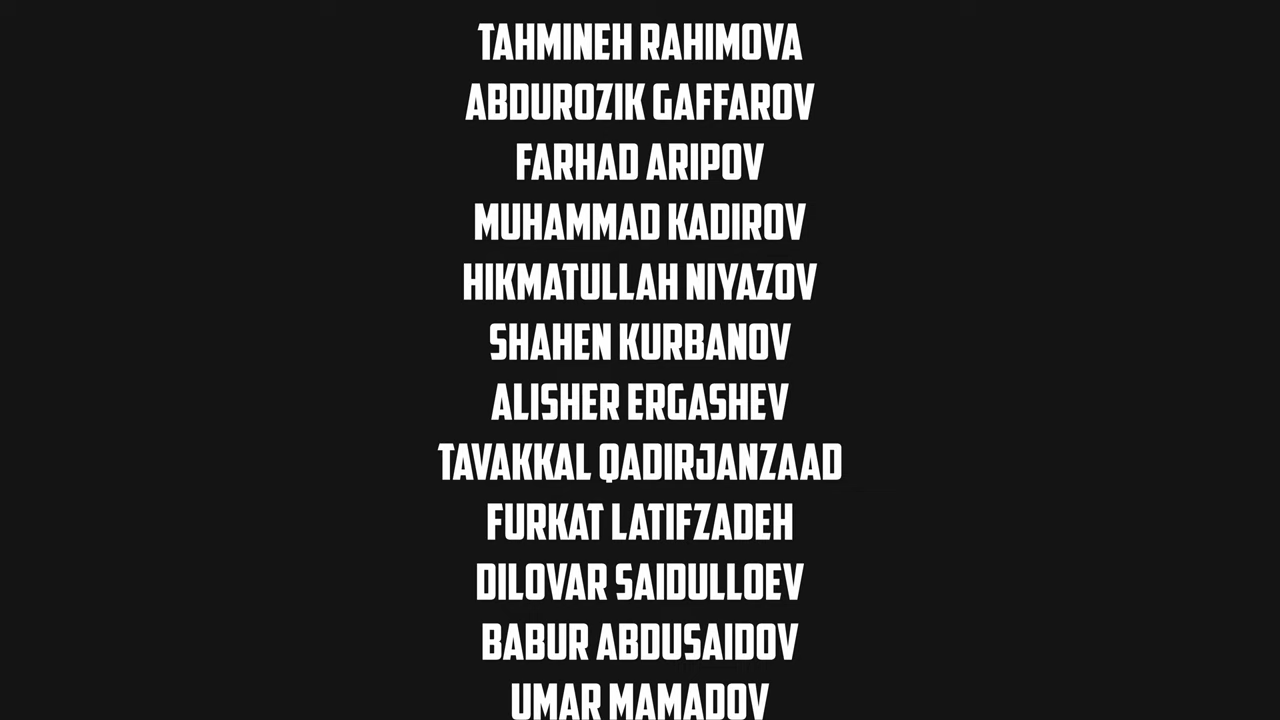 TAHMINEH RAHIMOVA
ABDUROZIK GAFFAROV
FARHAD ARIPOV
MUHAMMAD KADIROV
HIKMATULLAH NIYAZOV
SHAHEN KURBANOV
ALISHER ERGASHEV
TAVAKKAL QADIRJANZAAD
FURKAT LATIFZADEH
DILOVAR SAIDULLOEV
BABUR ABDUSAIDOV
UMAR MAMADOV